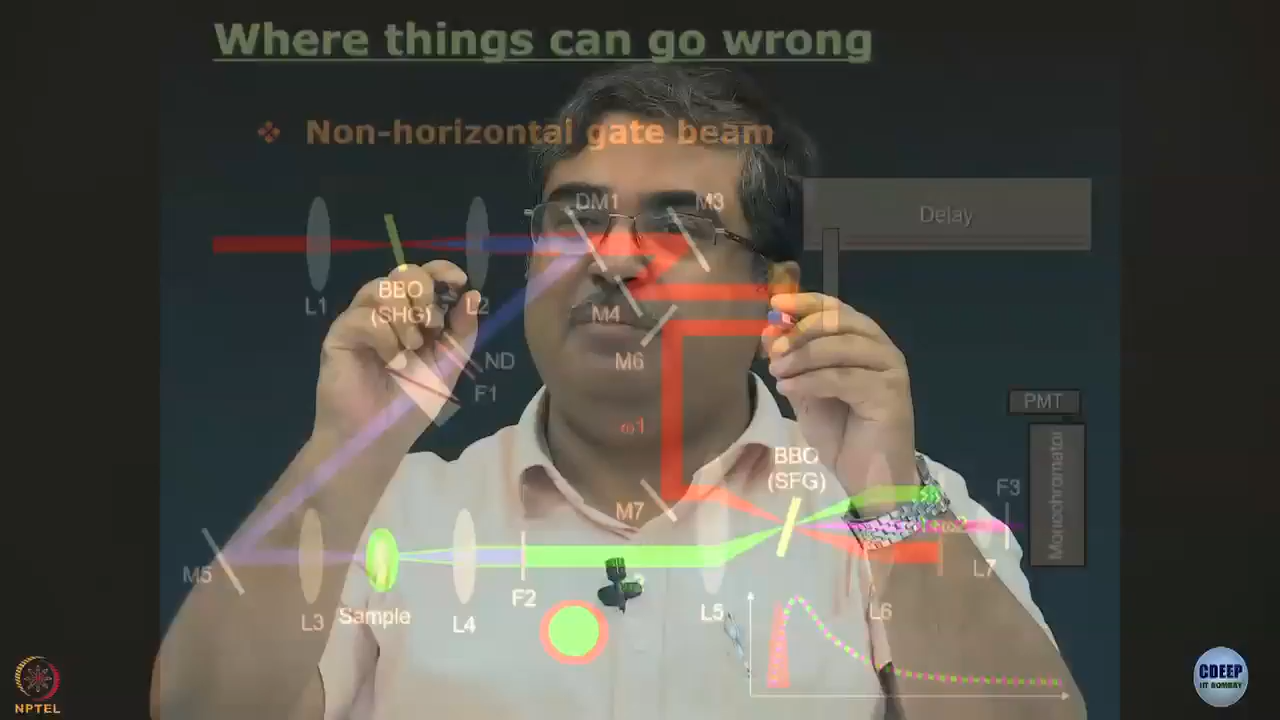 Where things can go wrong
❖ Non-horizontal gate beam
DM1
M3
Delay
L1
BBO
(SHG)
L2
M4
M6
ND
F1
ω1
PMT
BBO
(SFG)
Monochromator
F3
M7
M5
L7
L3
Sample
L4
F2
L5
L6
NPTEL
CDEEP
IIT BOMBAY